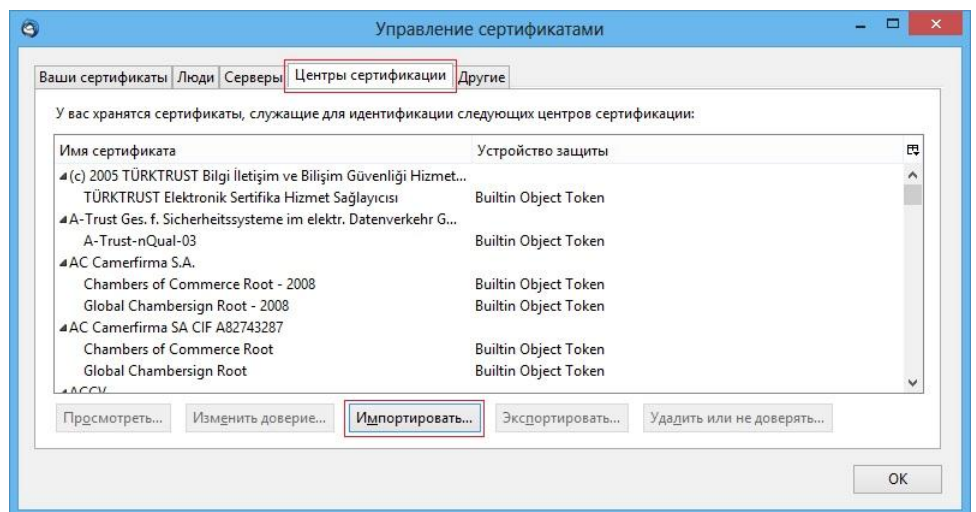 Управление сертификатами
Ваши сертификаты Люди Серверы Центры сертификации Другие
У вас хранятся сертификаты, служащие для идентификации следующих центров сертификации:
Имя сертификата Устройство защиты
(c) 2005 TÜRKTRUST Bilgi İletişim ve Bilişim Güvenliği Hizmet...
TÜRKTRUST Elektronik Sertifika Hizmet Sağlayıcısı Builtin Object Token
A-Trust Ges. f. Sicherheitssysteme im elektr. Datenverkehr G...
A-Trust-nQual-03 Builtin Object Token
AC Camerfirma S.A.
Chambers of Commerce Root - 2008 Builtin Object Token
Global Chambersign Root - 2008 Builtin Object Token
AC Camerfirma SA CIF A82743287
Chambers of Commerce Root Builtin Object Token
Global Chambersign Root Builtin Object Token
ACCV
Просмотреть... Изменить доверие... Импортировать... Экспортировать... Удалить или не доверять...
OK